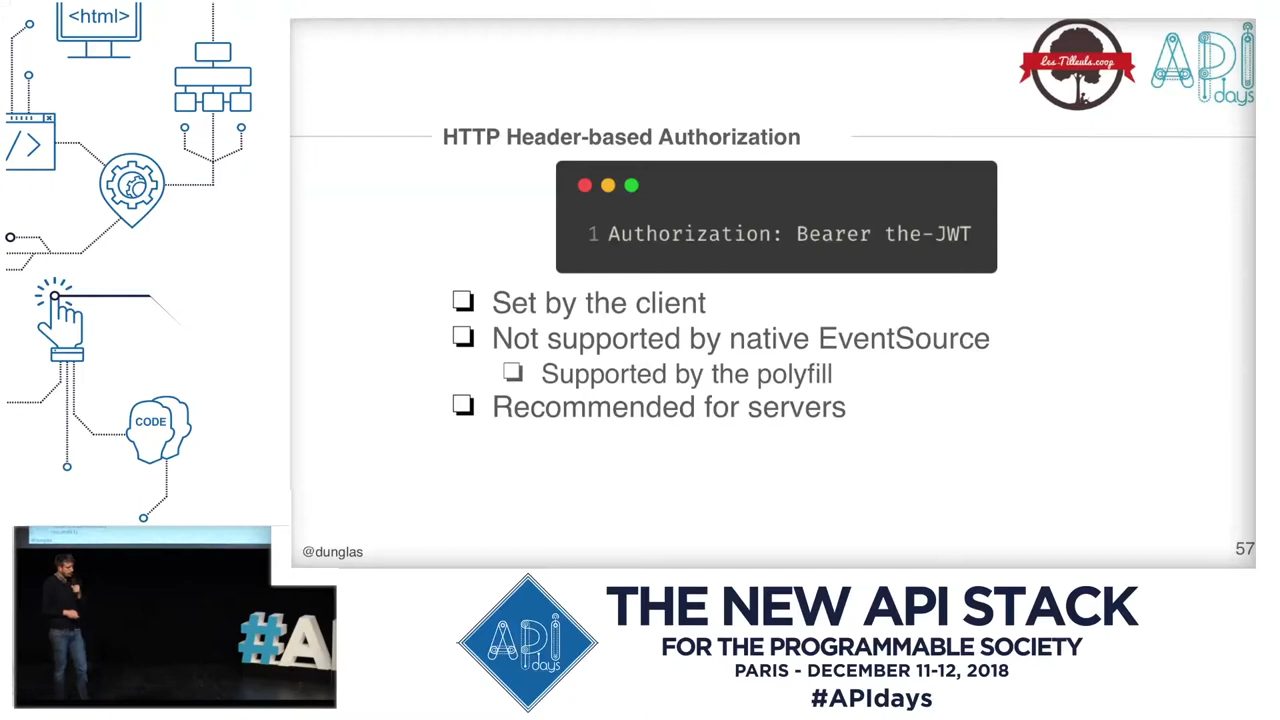 <html>
</>
CODE
Les-Tilleuls.coop
API
days
HTTP Header-based Authorization
1 Authorization: Bearer the-JWT
Set by the client
Not supported by native EventSource
Supported by the polyfill
Recommended for servers
@dunglas
57
#A
API
days
THE NEW API STACK
FOR THE PROGRAMMABLE SOCIETY
PARIS - DECEMBER 11-12, 2018
#APIdays